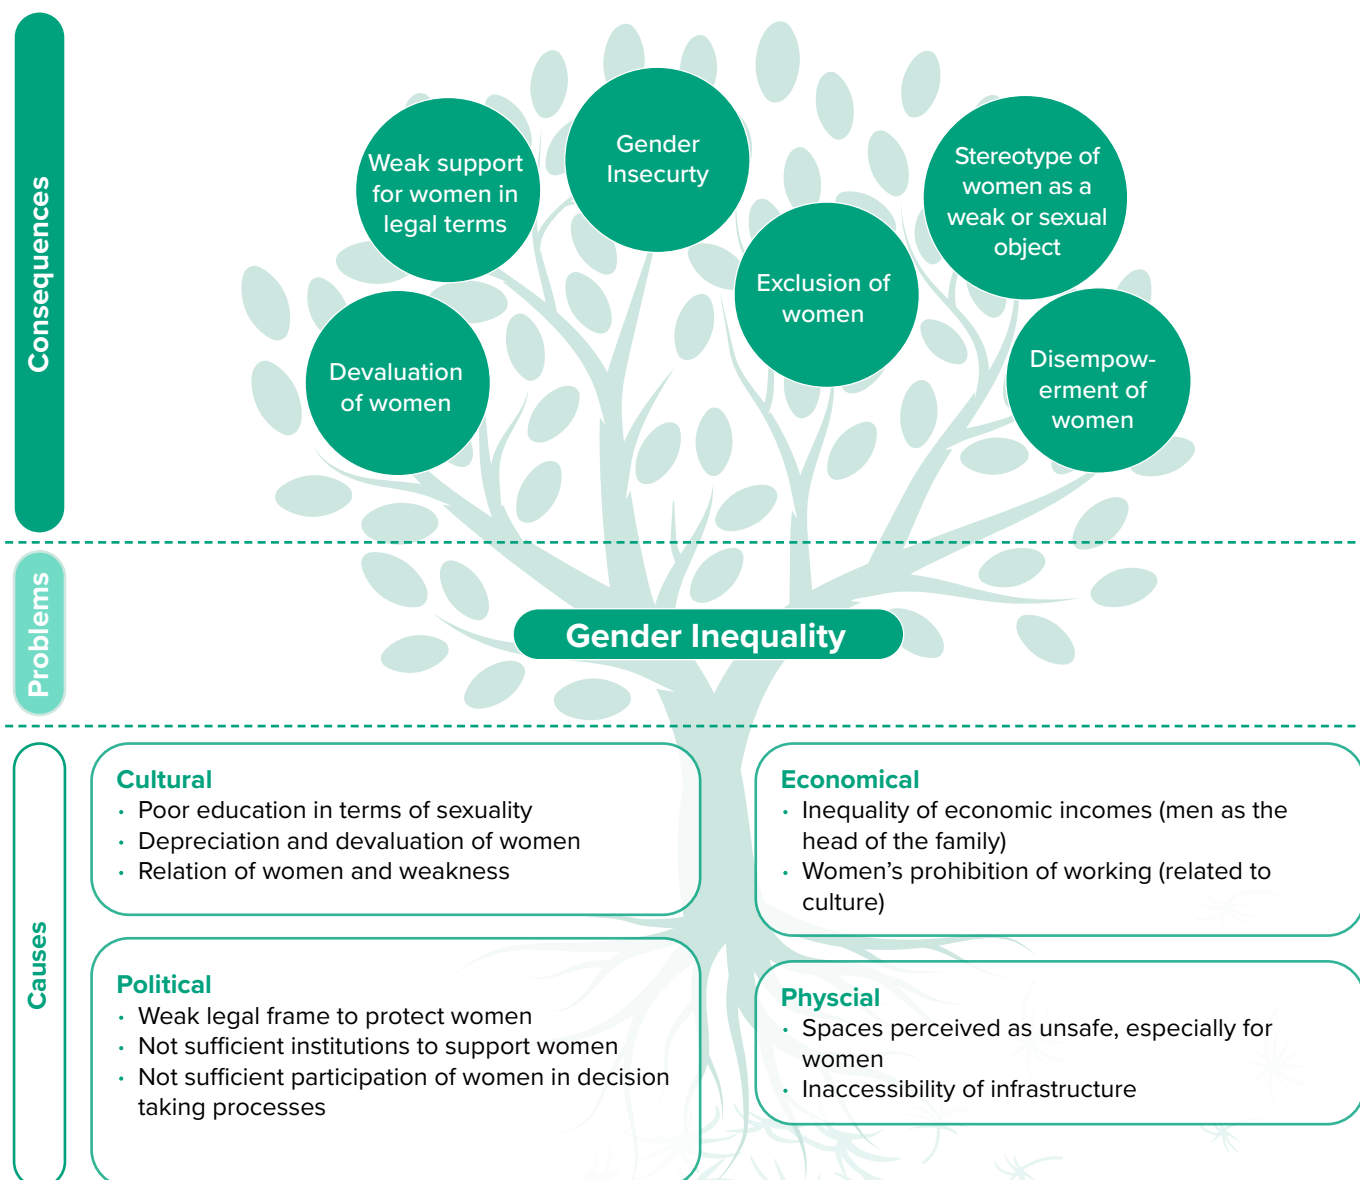 Consequences
Weak support
for women in
legal terms
Gender
Insecurty
Stereotype of
women as a
weak or sexual
object
Exclusion of
women
Devaluation
of women
Disempow-
erment of
women
Problems
Gender Inequality
Causes
Cultural
· Poor education in terms of sexuality
· Depreciation and devaluation of women
· Relation of women and weakness
Economical
· Inequality of economic incomes (men as the
head of the family)
· Women’s prohibition of working (related to
culture)
Political
· Weak legal frame to protect women
· Not sufficient institutions to support women
· Not sufficient participation of women in decision
taking processes
Physcial
· Spaces perceived as unsafe, especially for
women
· Inaccessibility of infrastructure